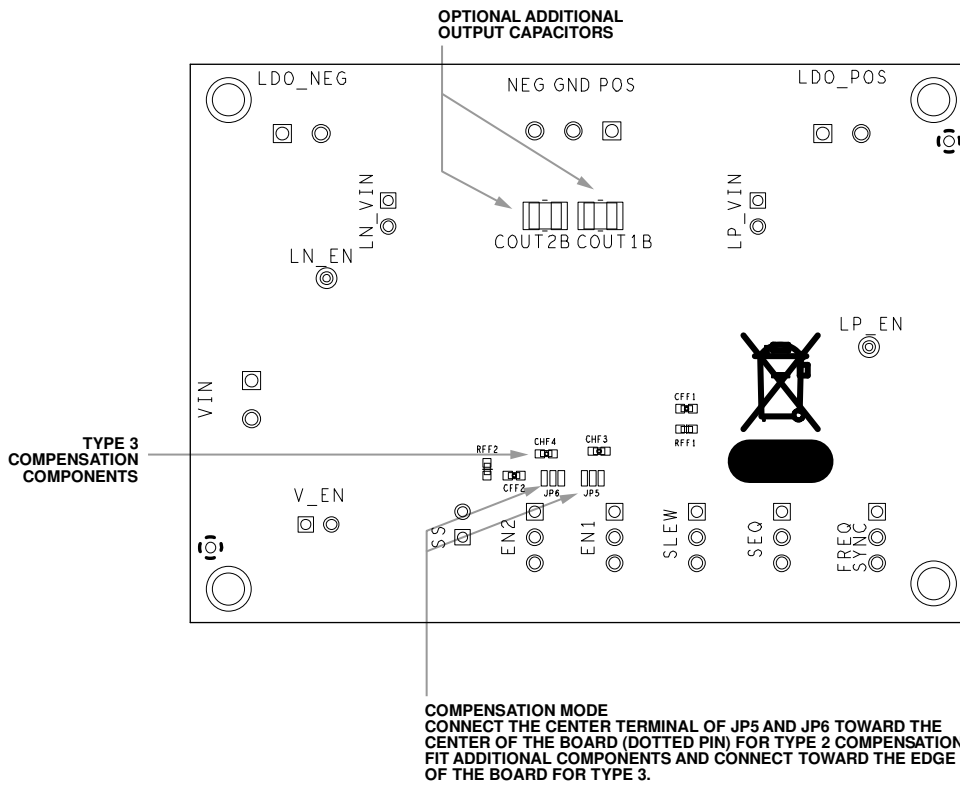 OPTIONAL ADDITIONAL
OUTPUT CAPACITORS
LDO_NEG
NEG GND POS
LDO_POS
LN_VIN
LP_VIN
COUT2B COUT1B
LN_EN
LP_EN
VIN
CFF1
RFF1
TYPE 3
COMPENSATION
COMPONENTS
RFF2
CHF4
CHF3
CFF2
JP6
JP5
V_EN
SS
EN2
EN1
SLEW
SEQ
FREQ
SYNC
COMPENSATION MODE
CONNECT THE CENTER TERMINAL OF JP5 AND JP6 TOWARD THE
CENTER OF THE BOARD (DOTTED PIN) FOR TYPE 2 COMPENSATION
FIT ADDITIONAL COMPONENTS AND CONNECT TOWARD THE EDGE
OF THE BOARD FOR TYPE 3.